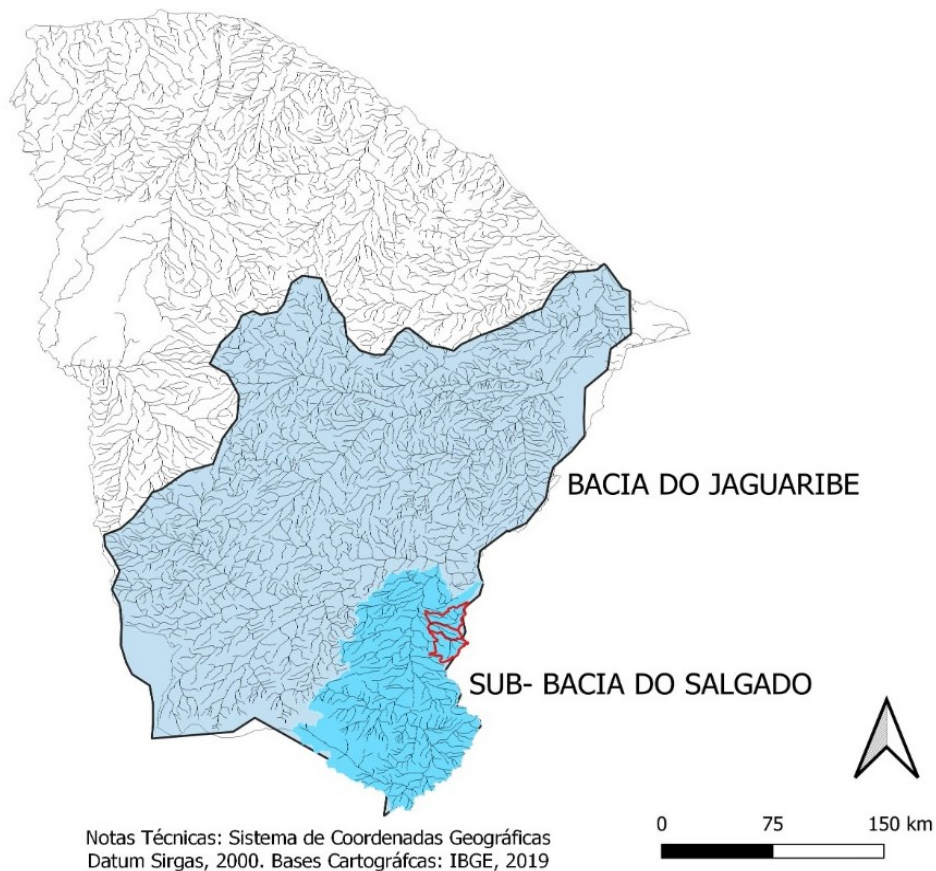 BACIA DO JAGUARIBE
SUB- BACIA DO SALGADO
Notas Técnicas: Sistema de Coordenadas Geográficas
Datum Sirgas, 2000. Bases Cartográfcas: IBGE, 2019
0 75 150 km